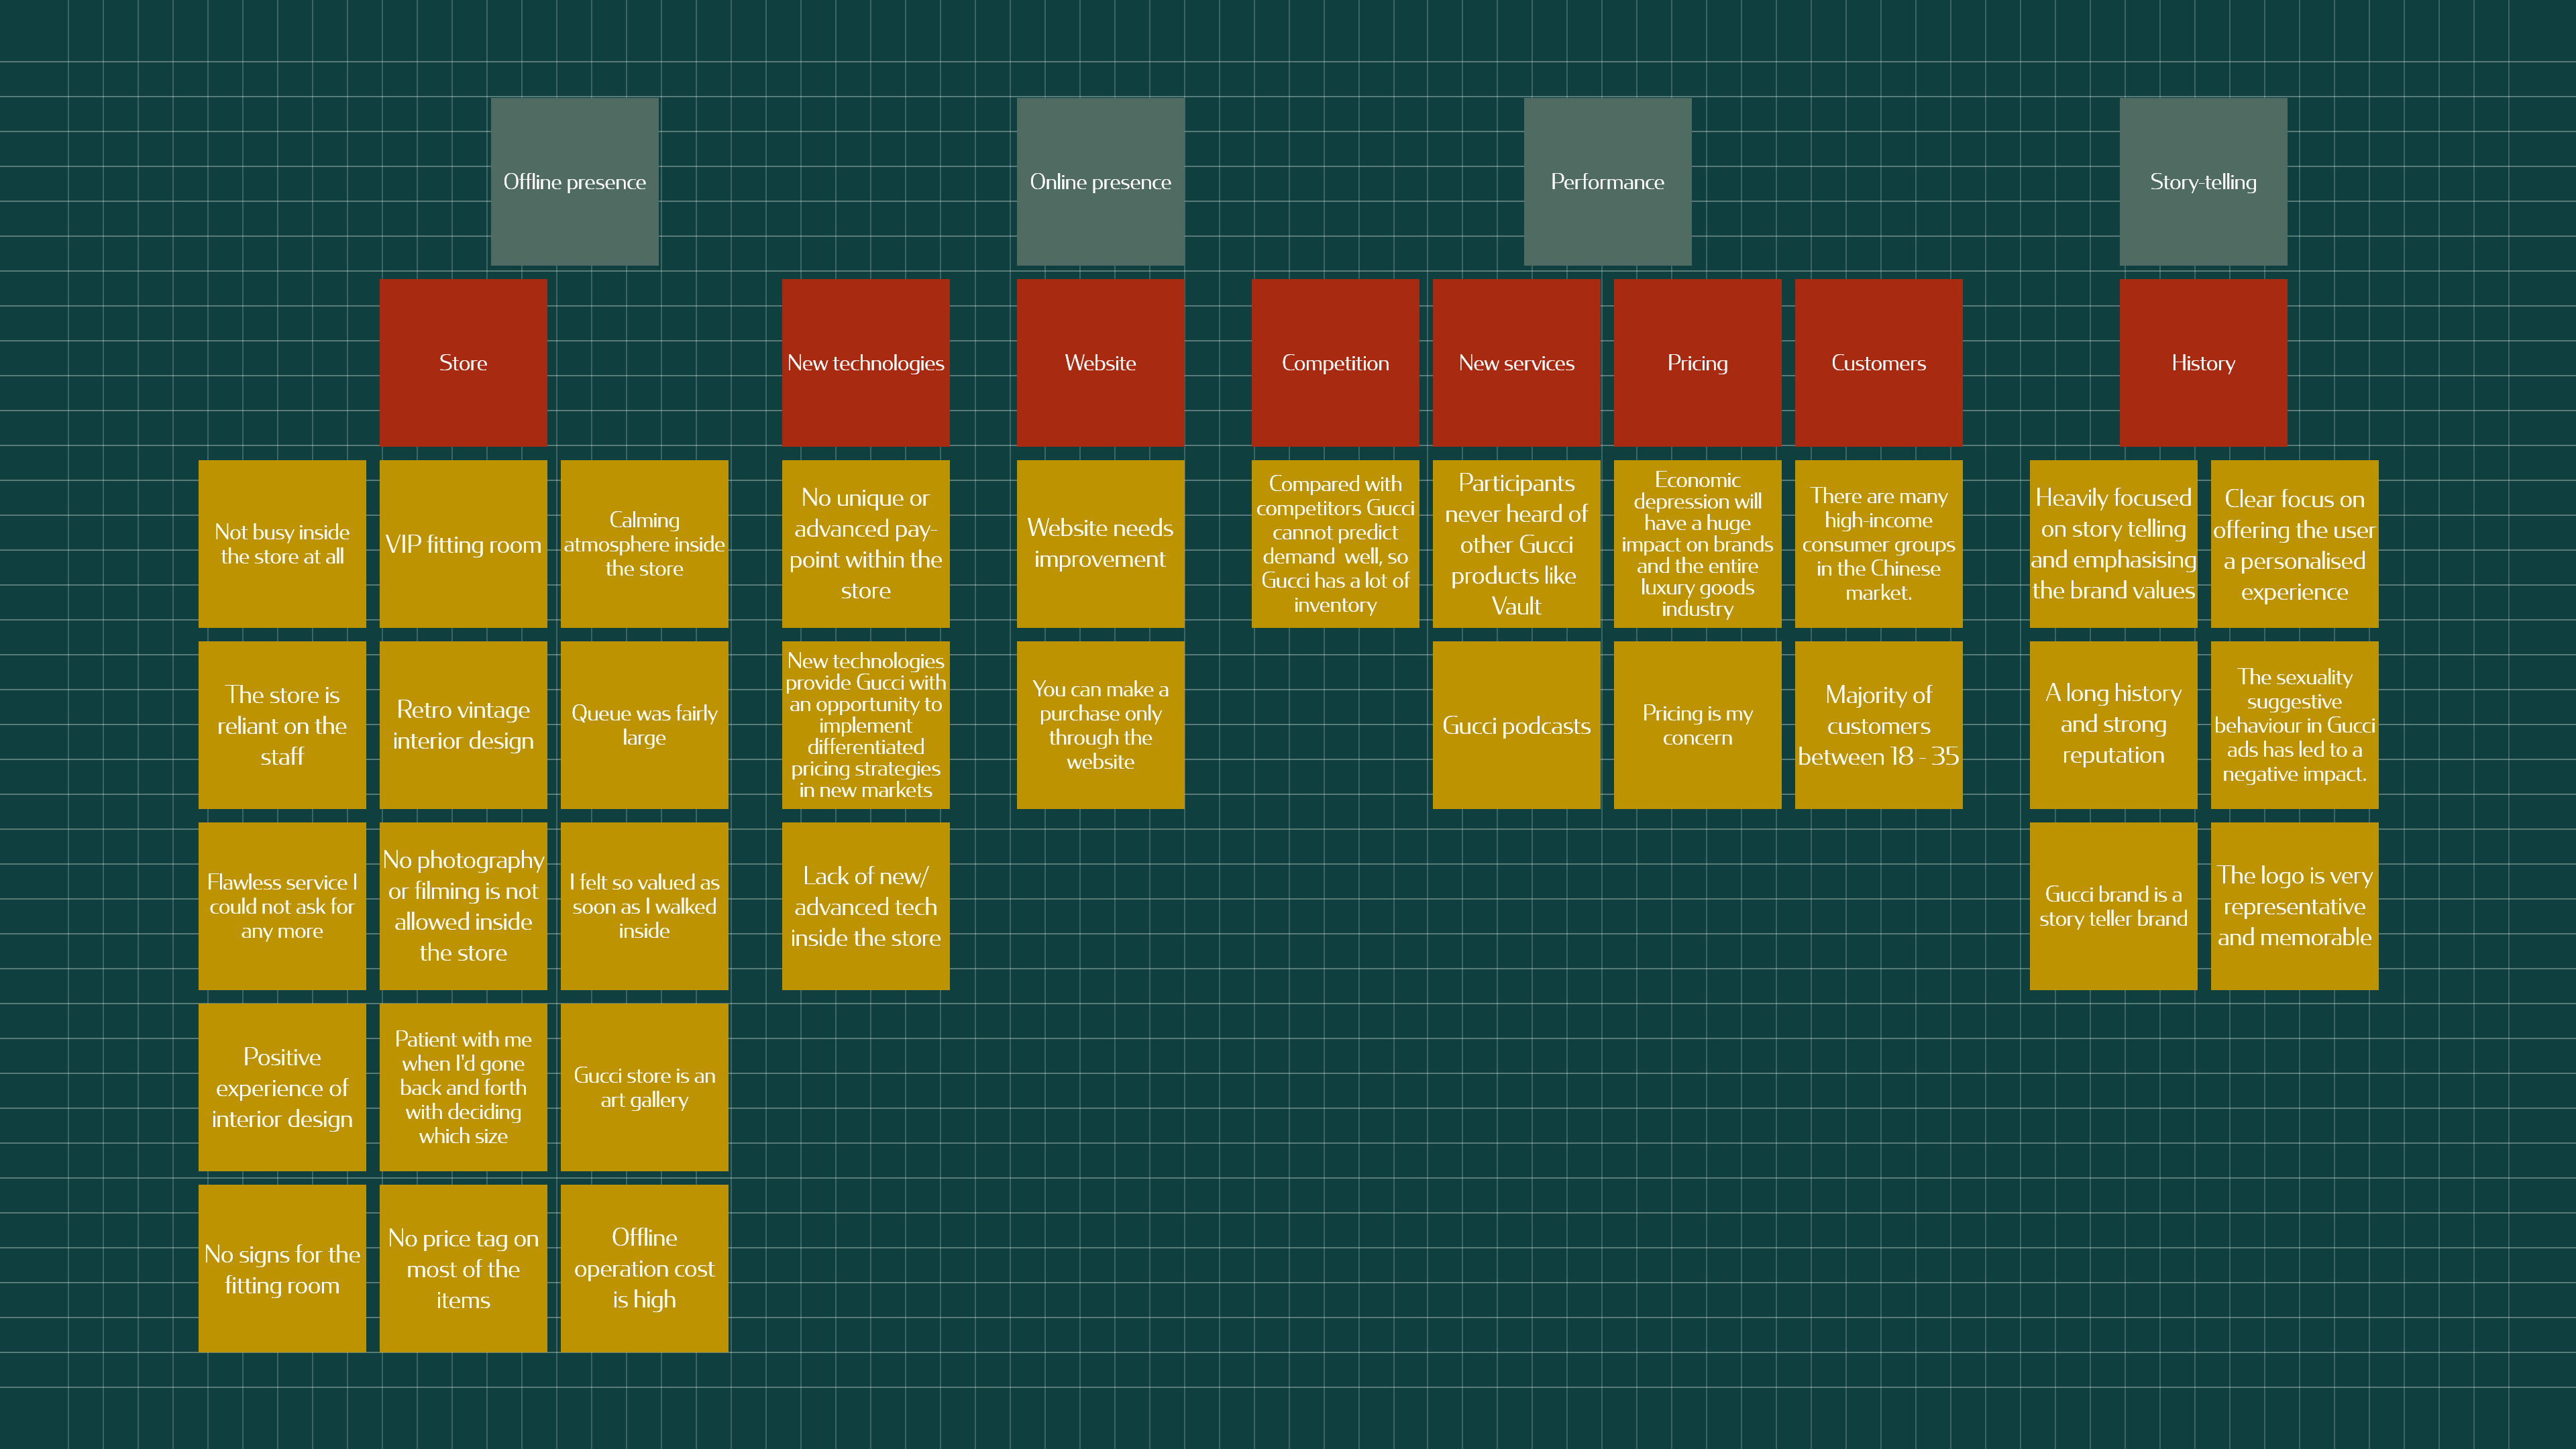 Offline presence
Online presence
Performance
Story-telling
Store
New technologies
Website
Competition
New services
Pricing
Customers
History
Not busy inside
the store at all
VIP fitting room
Calming
atmosphere inside
the store
No unique or
advanced pay-
point within the
store
Website needs
improvement
Compared with
competitors Gucci
cannot predict
demand well, so
Gucci has a lot of
inventory
Participants
never heard of
other Gucci
products like
Vault
Economic
depression will
have a huge
impact on brands
and the entire
luxury goods
industry
There are many
high-income
consumer groups
in the Chinese
market.
Heavily focused
on story telling
and emphasising
the brand values
Clear focus on
offering the user
a personalised
experience
The store is
reliant on the
staff
Retro vintage
interior design
Queue was fairly
large
New technologies
provide Gucci with
an opportunity to
implement
differentiated
pricing strategies
in new markets
You can make a
purchase only
through the
website
Gucci podcasts
Pricing is my
concern
Majority of
customers
between 18 - 35
A long history
and strong
reputation
The sexuality
suggestive
behaviour in Gucci
ads has led to a
negative impact.
Flawless service I
could not ask for
any more
No photography
or filming is not
allowed inside
the store
I felt so valued as
soon as I walked
inside
Lack of new/
advanced tech
inside the store
Gucci brand is a
story teller brand
The logo is very
representative
and memorable
Positive
experience of
interior design
Patient with me
when I'd gone
back and forth
with deciding
which size
Gucci store is an
art gallery
No signs for the
fitting room
No price tag on
most of the
items
Offline
operation cost
is high